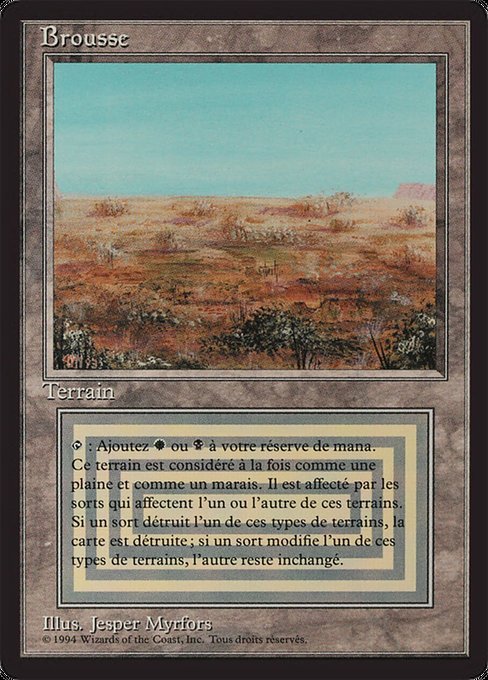 Brousse
Terrain
: Ajoutez ou à votre réserve de mana.
Ce terrain est considéré à la fois comme une
plaine et comme un marais. Il est affecté par les
sorts qui affectent l'un ou l'autre de ces terrains.
Si un sort détruit l'un de ces types de terrains, la
carte est détruite ; si un sort modifie l'un de ces
types de terrains, l'autre reste inchangé.
Illus. Jesper Myrfors
© 1994 Wizards of the Coast, Inc. Tous droits réservés.